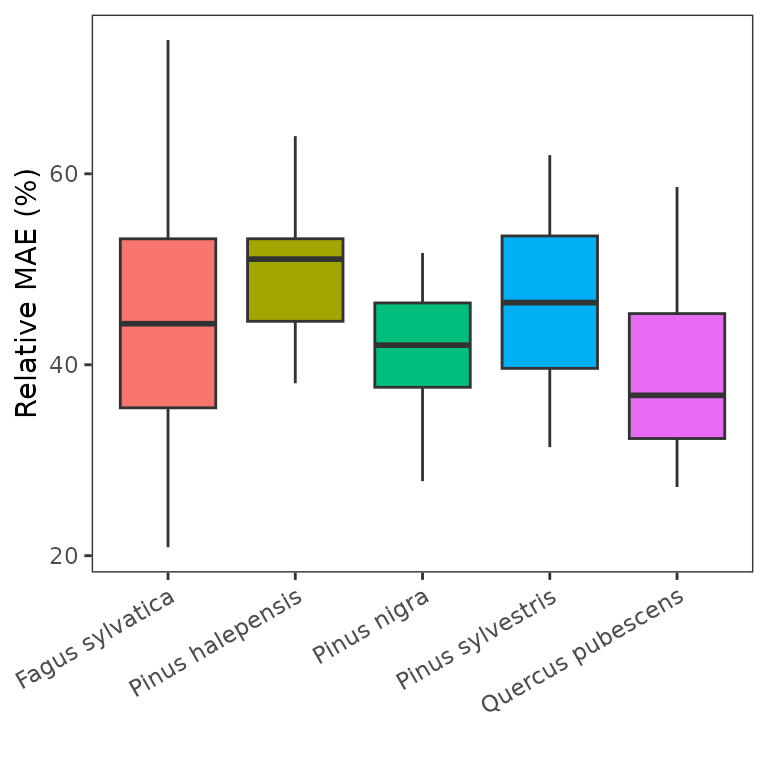 Relative MAE (%)
60
40
20
Fagus sylvatica
Pinus halepensis
Pinus nigra
Pinus sylvestris
Quercus pubescens